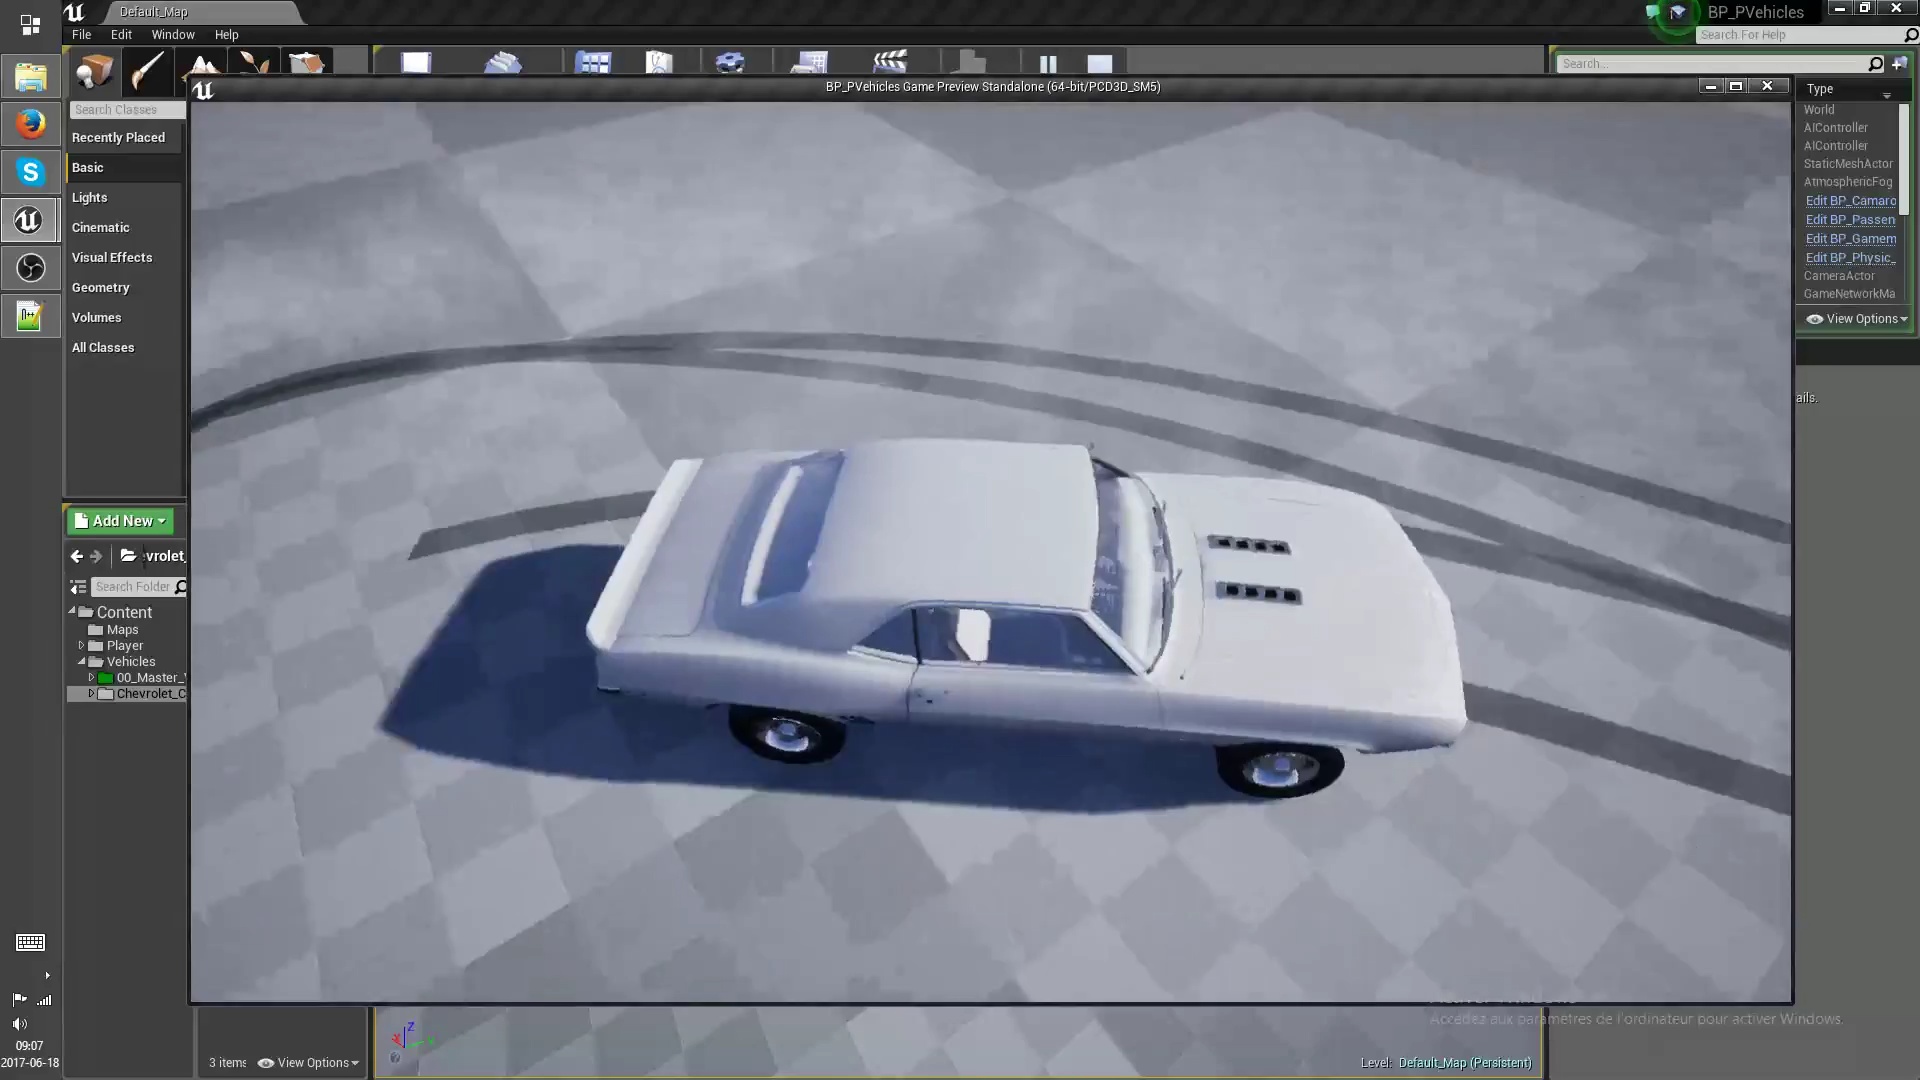 Default_Map
BP_PVehicles
File Edit Window Help
Search For Help
Search...
BP_PVehicles Game Preview Standalone (64-bit/PCD3D_SM5)
Type
Search Classes
Recently Placed
Basic
Lights
Cinematic
Visual Effects
Geometry
Volumes
All Classes
World
AIController
AIController
StaticMeshActor
AtmosphericFog
Edit BP_Camaro
Edit BP_Passen
Edit BP_Gamem
Edit BP_Physic_
CameraActor
GameNetworkMa
View Options
ails.
Add New
evrolet_
Search Folder
Content
Maps
Player
Vehicles
00_Master_
Chevrolet_C
Accédez aux paramètres de l'ordinateur pour activer Windows.
3 items View Options
Level: Default_Map (Persistent)
Z
09:07
2017-06-18